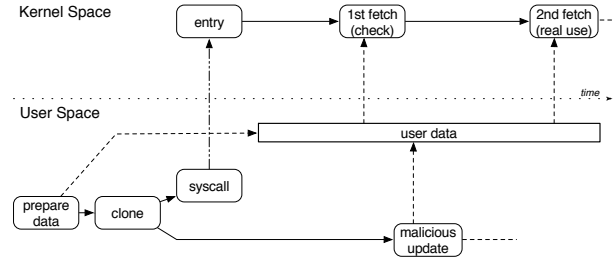 Kernel Space
entry
1st fetch
(check)
2nd fetch
(real use)
time
User Space
user data
syscall
prepare
data
clone
malicious
update